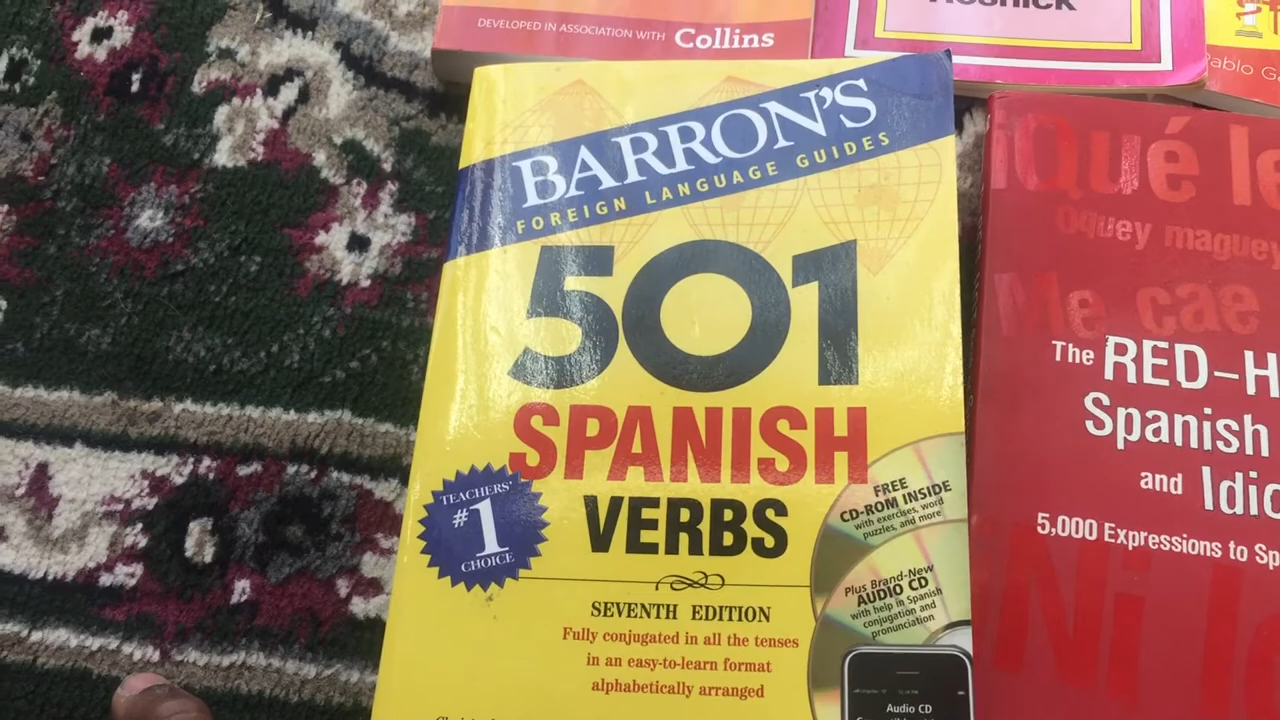 DEVELOPED IN ASSOCIATION WITH Collins
BARRON'S
FOREIGN LANGUAGE GUIDES
501
SPANISH
VERBS
TEACHERS'
#1
CHOICE
FREE
CD-ROM INSIDE
with exercises, word
puzzles, and more
Plus Brand-New
AUDIO CD
with help in Spanish
conjugation and
pronunciation
Audio CD
SEVENTH EDITION
Fully conjugated in all the tenses
in an easy-to-learn format
alphabetically arranged
¡Qué le
Oquey maguey
Me cae
The RED-H
Spanish
and Idio
5,000 Expressions to Sp
Ni lo